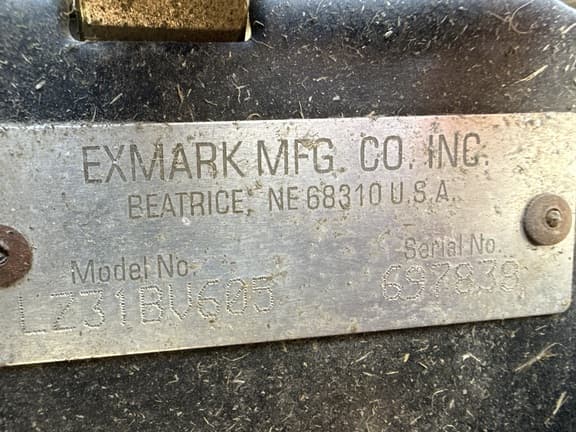 EXMARK MFG. CO. INC.
BEATRICE, NE 68310 U.S.A.
Model No.
Serial No.
LZ31BV605
697839